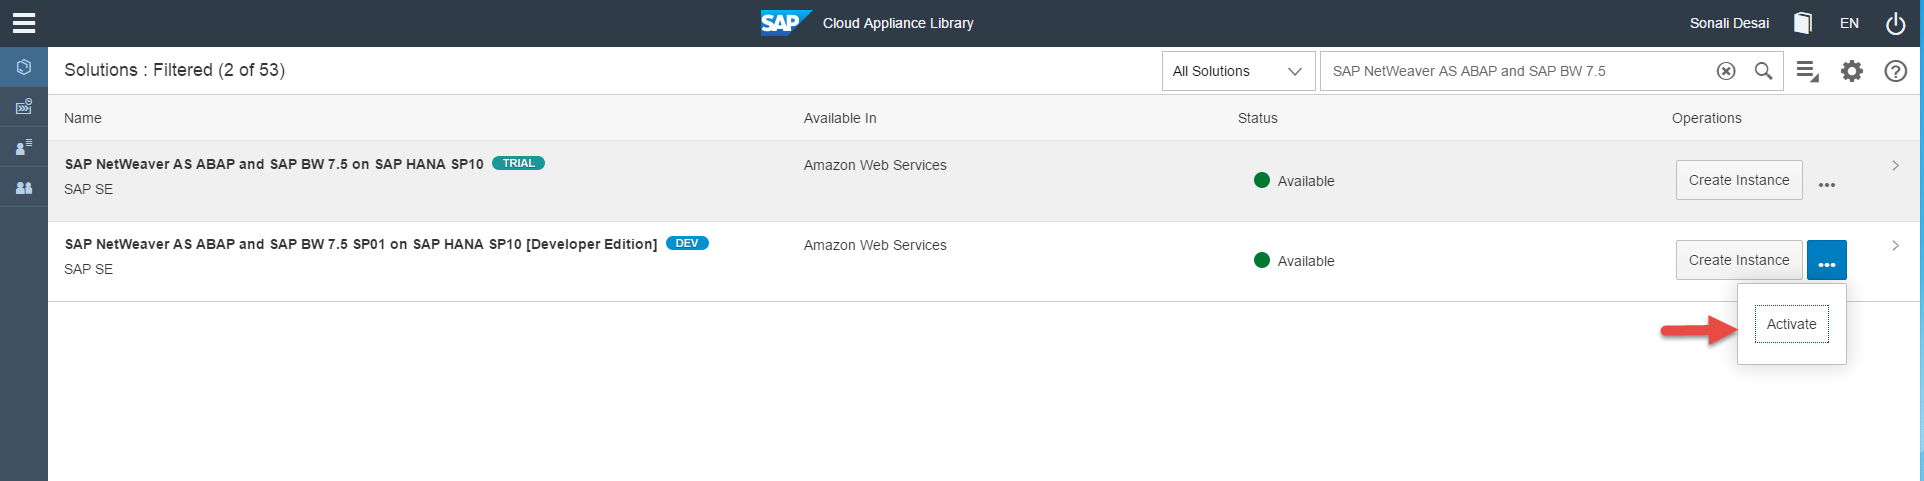 SAP Cloud Appliance Library
Sonali Desai EN
Solutions : Filtered (2 of 53)
All Solutions
SAP NetWeaver AS ABAP and SAP BW 7.5
Name Available In Status Operations
SAP NetWeaver AS ABAP and SAP BW 7.5 on SAP HANA SP10 TRIAL
SAP SE
Amazon Web Services
Available
Create Instance ...
SAP NetWeaver AS ABAP and SAP BW 7.5 SP01 on SAP HANA SP10 [Developer Edition] DEV
SAP SE
Amazon Web Services
Available
Create Instance ...
Activate